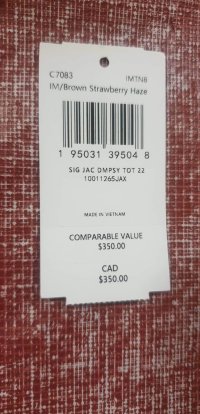 C7083 IMTNB
IM/Brown Strawberry Haze
1 95031 39504 8
SIG JAC DMPSY TOT 22
10011265JAX
MADE IN VIETNAM
COMPARABLE VALUE
$350.00
CAD
$350.00